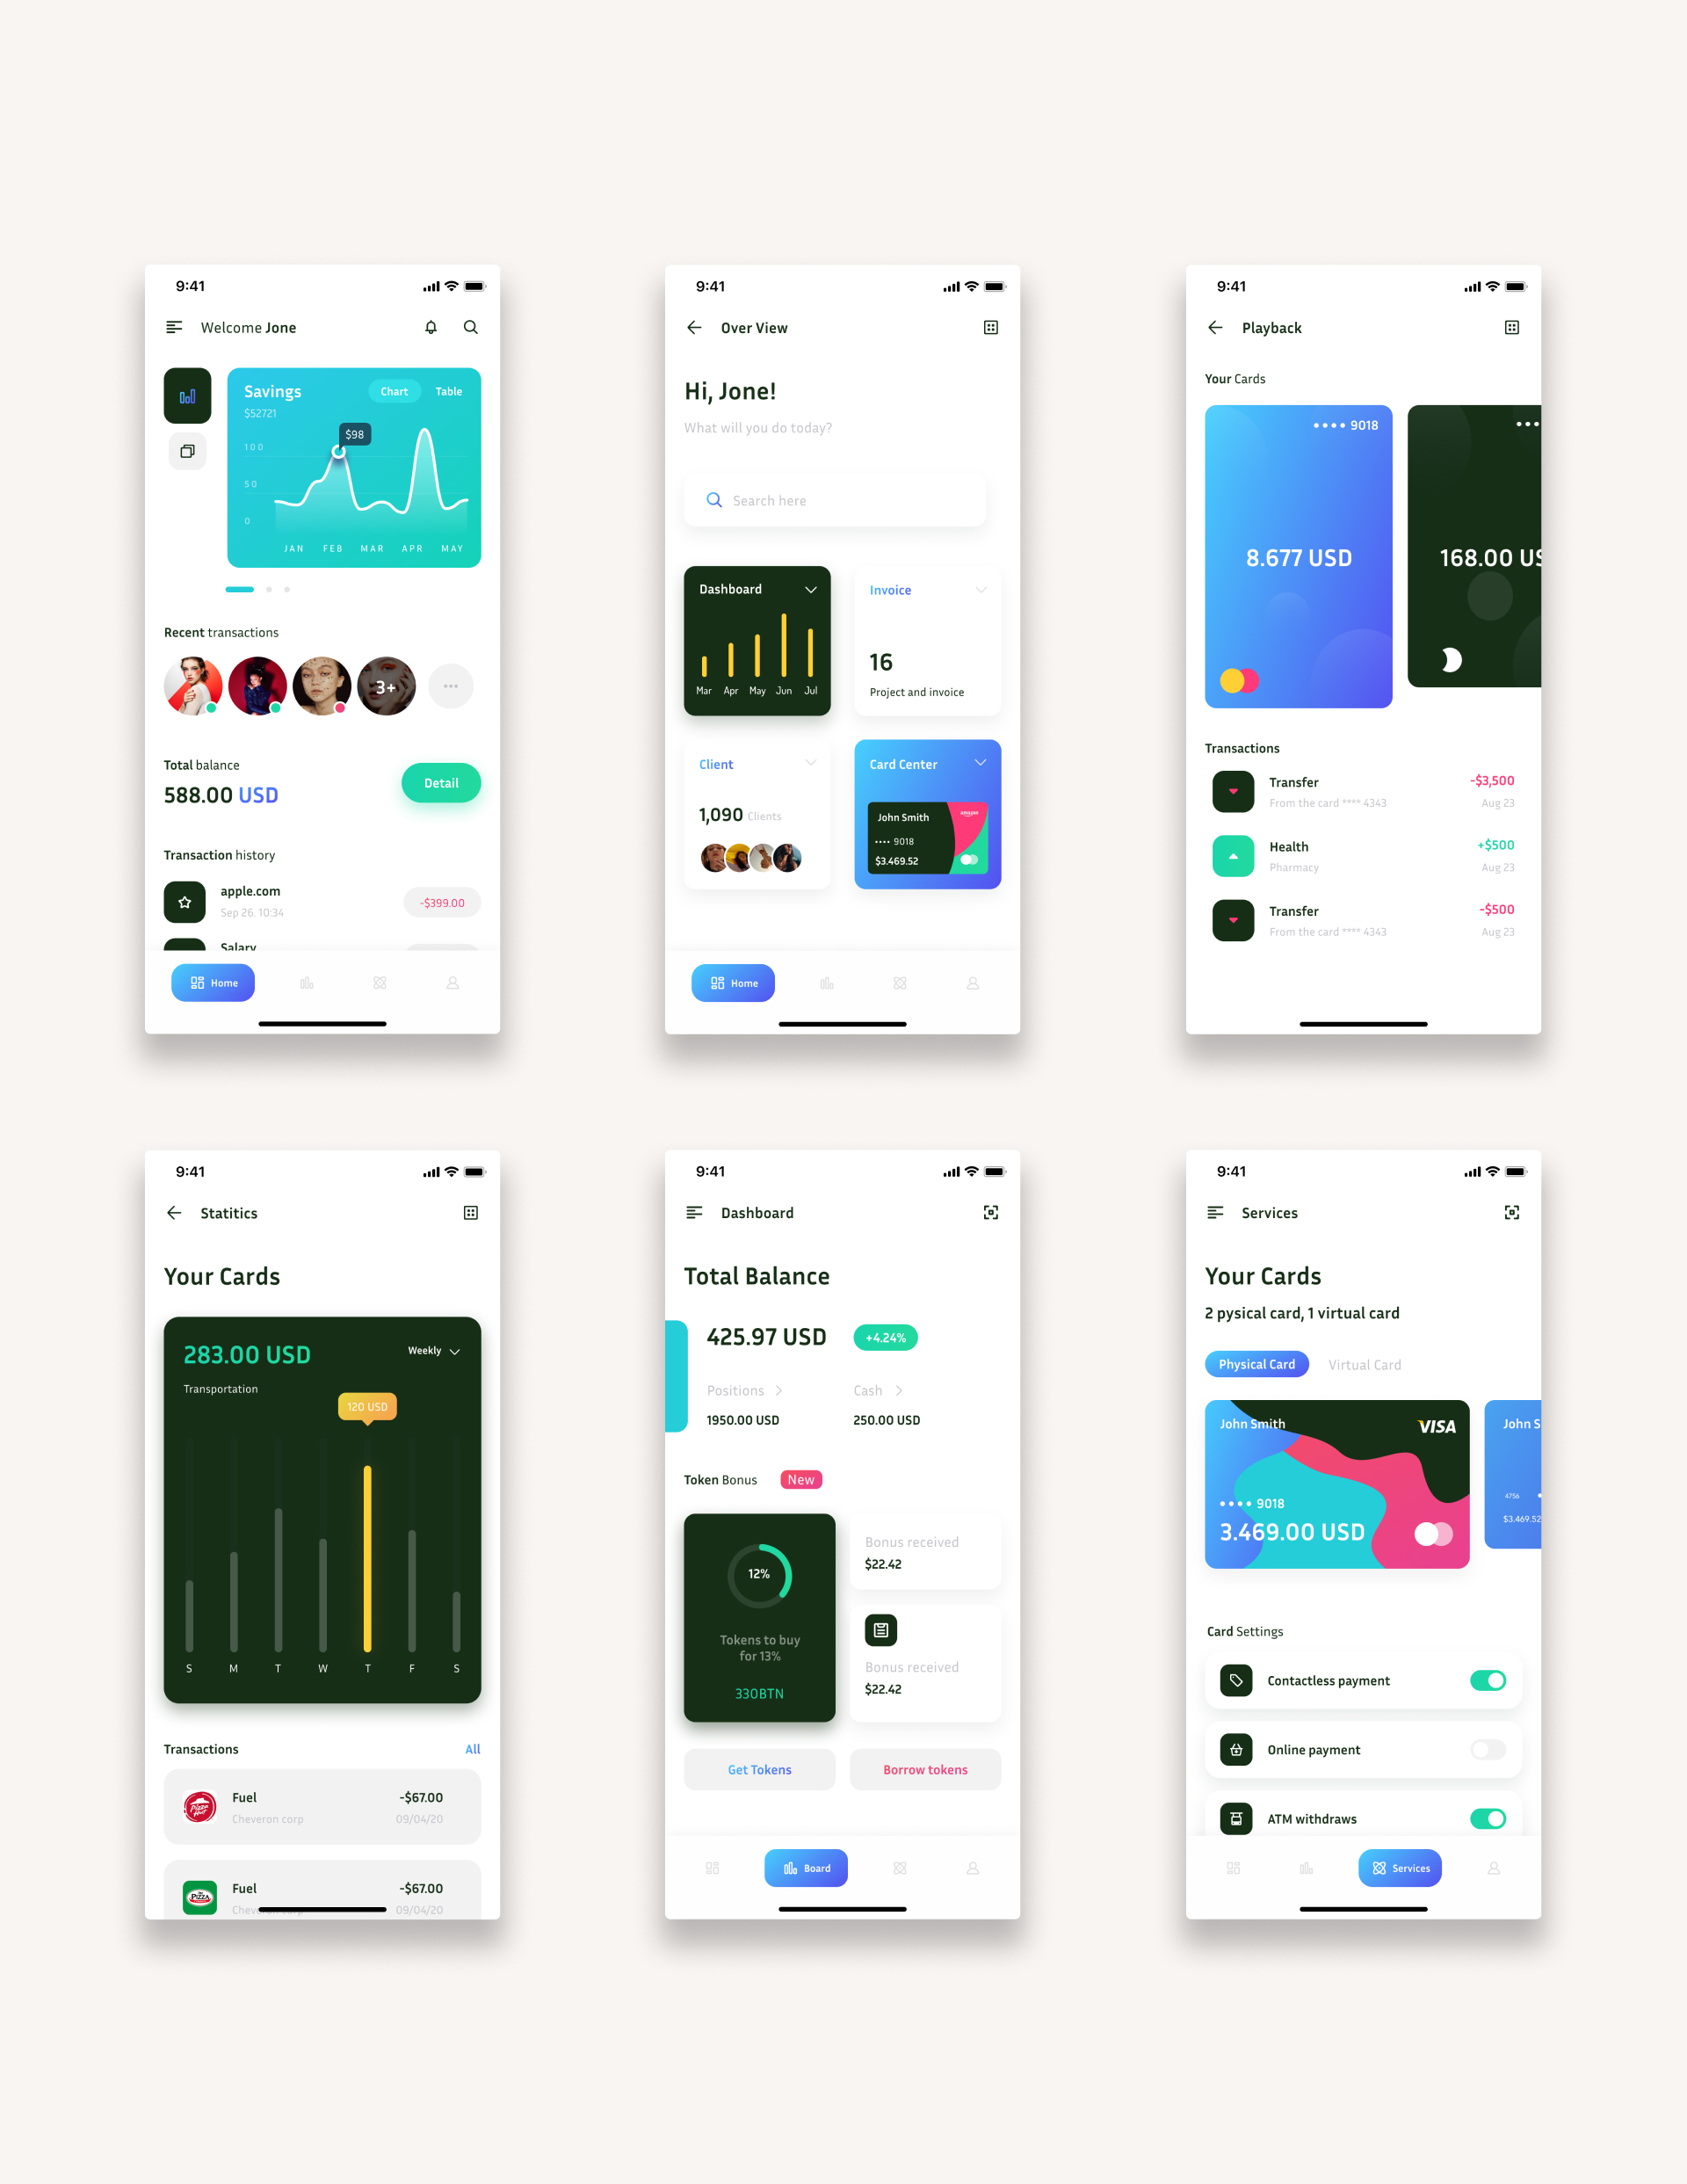 9:41
Welcome Jone
Savings
Chart
Table
$52721
$98
100
50
0
JAN FEB MAR APR MAY
Recent transactions
3+
Total balance
588.00 USD
Detail
Transaction history
apple.com
Sep 26. 10:34
-$399.00
Salary
Home
9:41
Over View
Hi, Jone!
What will you do today?
Search here
Dashboard
Mar Apr May Jun Jul
Invoice
16
Project and invoice
Client
1,090 Clients
Card Center
John Smith
amazon
•••• 9018
$3.469.52
Home
9:41
Playback
Your Cards
•••• 9018
8.677 USD
•••
168.00 US
Transactions
Transfer
-$3,500
From the card **** 4343
Aug 23
Health
+$500
Pharmacy
Aug 23
Transfer
-$500
From the card **** 4343
Aug 23
9:41
Statitics
Your Cards
283.00 USD
Weekly
Transportation
120 USD
S M T W T F S
Transactions
All
Pizza Hut
Fuel
-$67.00
Cheveron corp
09/04/20
PIZZA
Fuel
-$67.00
Cheveron corp
09/04/20
9:41
Dashboard
Total Balance
425.97 USD
+4.24%
Positions
Cash
1950.00 USD
250.00 USD
Token Bonus
New
12%
Tokens to buy
for 13%
330BTN
Bonus received
$22.42
Bonus received
$22.42
Get Tokens
Borrow tokens
Board
9:41
Services
Your Cards
2 pysical card, 1 virtual card
Physical Card
Virtual Card
John Smith
VISA
•••• 9018
3.469.00 USD
John S
4756
$3.469.52
Card Settings
Contactless payment
Online payment
ATM withdraws
Services